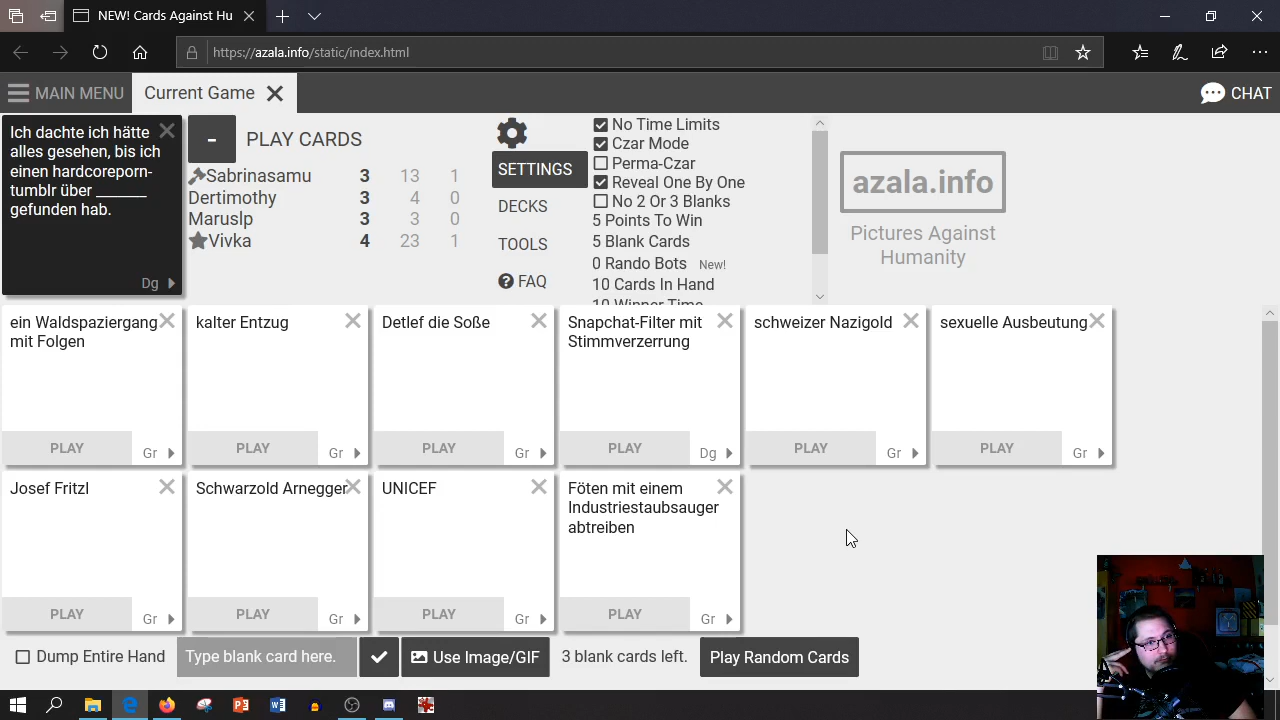 NEW! Cards Against Hu
https://azala.info/static/index.html
MAIN MENU
Current Game
CHAT
Ich dachte ich hätte
alles gesehen, bis ich
einen hardcoreporn-
tumblr über _______
gefunden hab.
Dg
-
PLAY CARDS
Sabrinasamu 3 13 1
Dertimothy 3 4 0
Maruslp 3 3 0
Vivka 4 23 1
SETTINGS
DECKS
TOOLS
FAQ
No Time Limits
Czar Mode
Perma-Czar
Reveal One By One
No 2 Or 3 Blanks
5 Points To Win
5 Blank Cards
0 Rando Bots New!
10 Cards In Hand
10 Winner Time
azala.info
Pictures Against
Humanity
ein Waldspaziergang
mit Folgen
PLAY
Gr
kalter Entzug
PLAY
Gr
Detlef die Soße
PLAY
Gr
Snapchat-Filter mit
Stimmverzerrung
PLAY
Dg
schweizer Nazigold
PLAY
Gr
sexuelle Ausbeutung
PLAY
Gr
Josef Fritzl
PLAY
Gr
Schwarzold Arnegger
PLAY
Gr
UNICEF
PLAY
Gr
Föten mit einem
Industriestaubsauger
abtreiben
PLAY
Gr
Dump Entire Hand
Type blank card here.
Use Image/GIF
3 blank cards left.
Play Random Cards